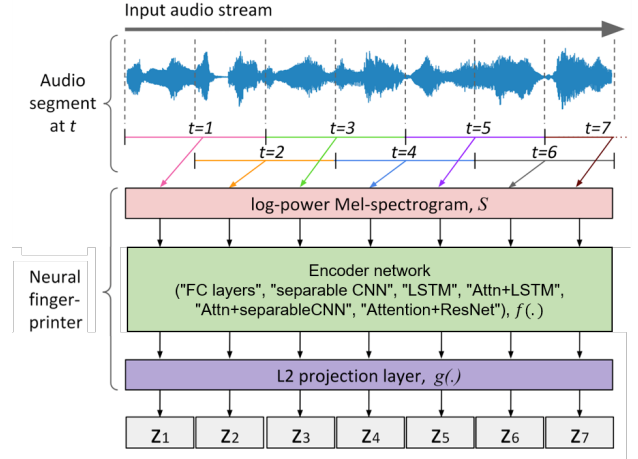 Input audio stream
Audio
segment
at t
t=1
t=3
t=5
t=7
t=2
t=4
t=6
log-power Mel-spectrogram, S
Neural
finger-
printer
Encoder network
("FC layers", "separable CNN", "LSTM", "Attn+LSTM",
"Attn+separableCNN", "Attention+ResNet"), f(.)
L2 projection layer, g(.)
Z1 Z2 Z3 Z4 Z5 Z6 Z7